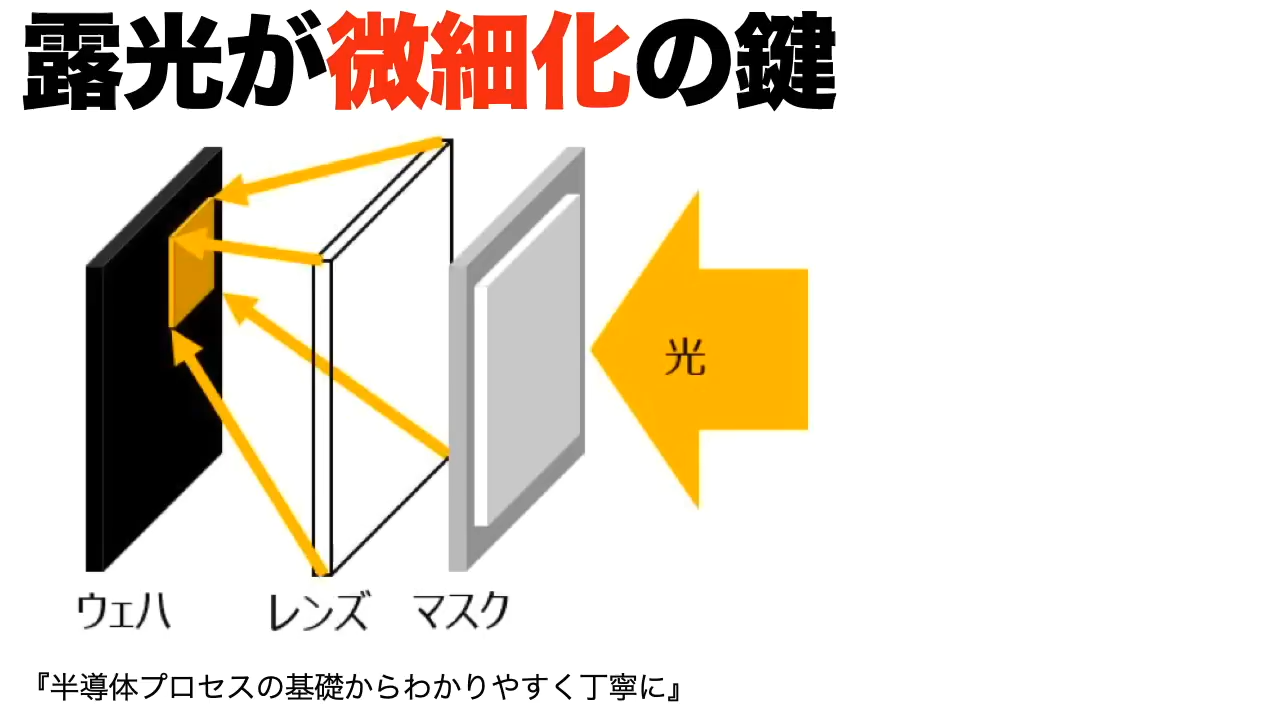 露光が微細化の鍵
光
ウェハ レンズ マスク
『半導体プロセスの基礎からわかりやすく丁寧に』